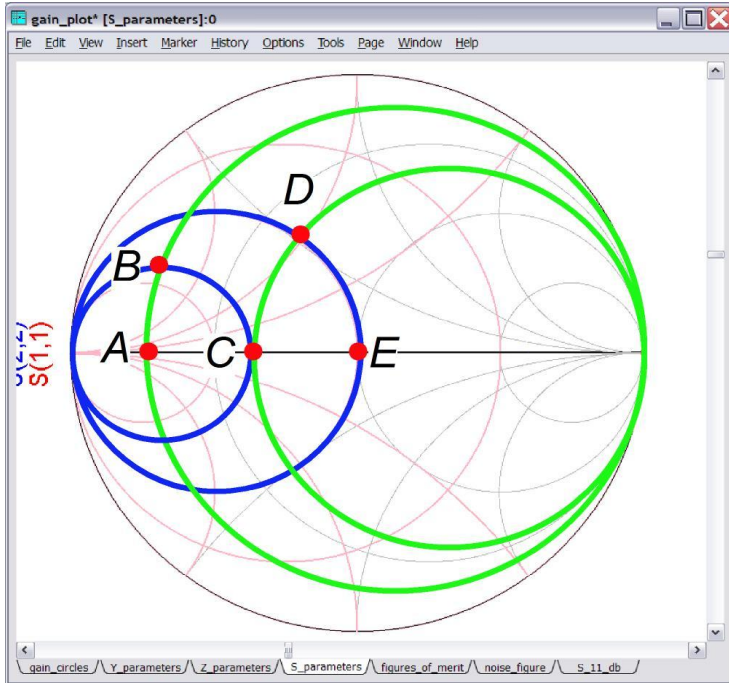 gain_plot* [S_parameters]:0
File Edit View Insert Marker History Options Tools Page Window Help
D
B
A C E
S(1,1)
gain_circles Y_parameters Z_parameters S_parameters figures_of_merit noise_figure S_11_db